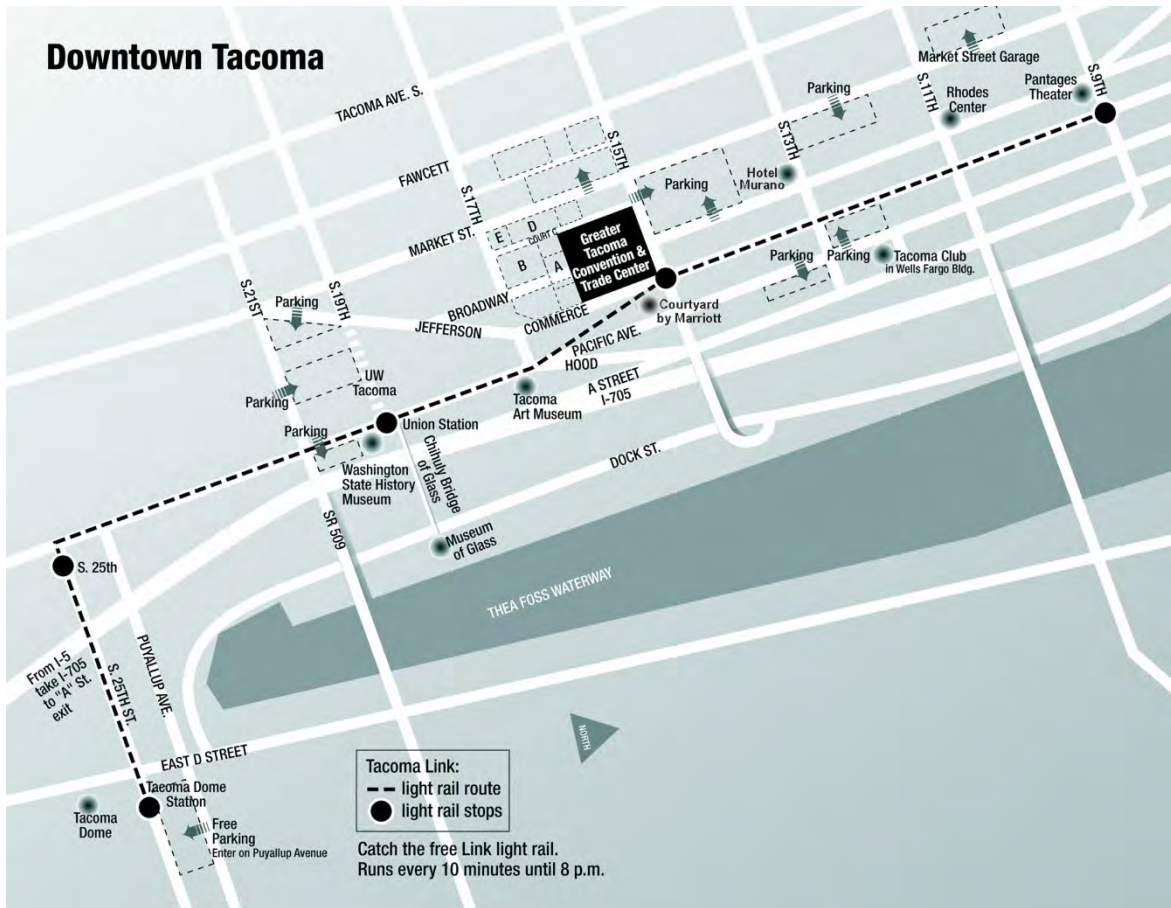 Downtown Tacoma
TACOMA AVE. S.
FAWCETT
MARKET ST.
S.17TH
S.15TH
S.13TH
S.11TH
S.9TH
Market Street Garage
Pantages
Theater
Rhodes
Center
Parking
Hotel
Murano
Parking
E
D
COURT C
B
A
Greater
Tacoma
Convention &
Trade Center
Parking
Parking
Tacoma Club
in Wells Fargo Bldg.
S.21ST
S.19TH
Parking
BROADWAY
JEFFERSON
COMMERCE
Courtyard
by Marriott
PACIFIC AVE.
HOOD
A STREET
I-705
UW
Tacoma
Parking
Tacoma
Art Museum
Parking
Union Station
Washington
State History
Museum
Chihuly Bridge
of Glass
DOCK ST.
Museum
of Glass
SR 509
S. 25th
THEA FOSS WATERWAY
From I-5
take I-705
to "A" St.
exit
S. 25TH ST.
PUYALLUP AVE.
EAST D STREET
NORTH
Tacoma Dome
Station
Tacoma
Dome
Free
Parking
Enter on Puyallup Avenue
Tacoma Link:
light rail route
light rail stops
Catch the free Link light rail.
Runs every 10 minutes until 8 p.m.